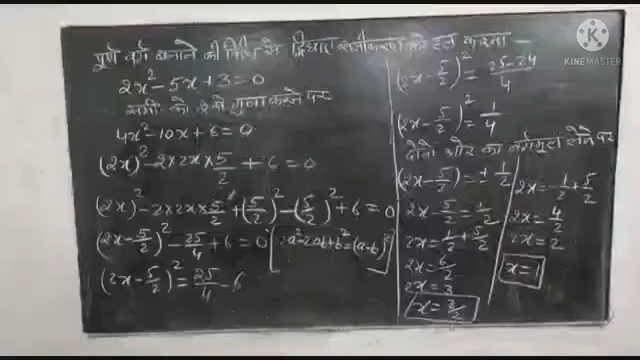 पूर्ण वर्ग बनाने की विधि से द्विघात समीकरण को हल करना -
2x² - 5x + 3 = 0
सभी को 2 से गुणा करने पर
4x² - 10x + 6 = 0
(2x)² - 2×2x×5/2 + 6 = 0
(2x)² - 2×2x×5/2 + (5/2)² - (5/2)² + 6 = 0
(2x - 5/2)² - 25/4 + 6 = 0 [∵ a² - 2ab + b² = (a-b)²]
(2x - 5/2)² = 25/4 - 6
(2x - 5/2)² = 25-24/4
(2x - 5/2)² = 1/4
दोनों ओर का वर्गमूल लेने पर
(2x - 5/2) = ± 1/2
2x - 5/2 = 1/2
2x = 1/2 + 5/2
2x = 6/2
2x = 3
x = 3/2
2x = -1/2 + 5/2
2x = 4/2
2x = 2
x = 1
KINEMASTER